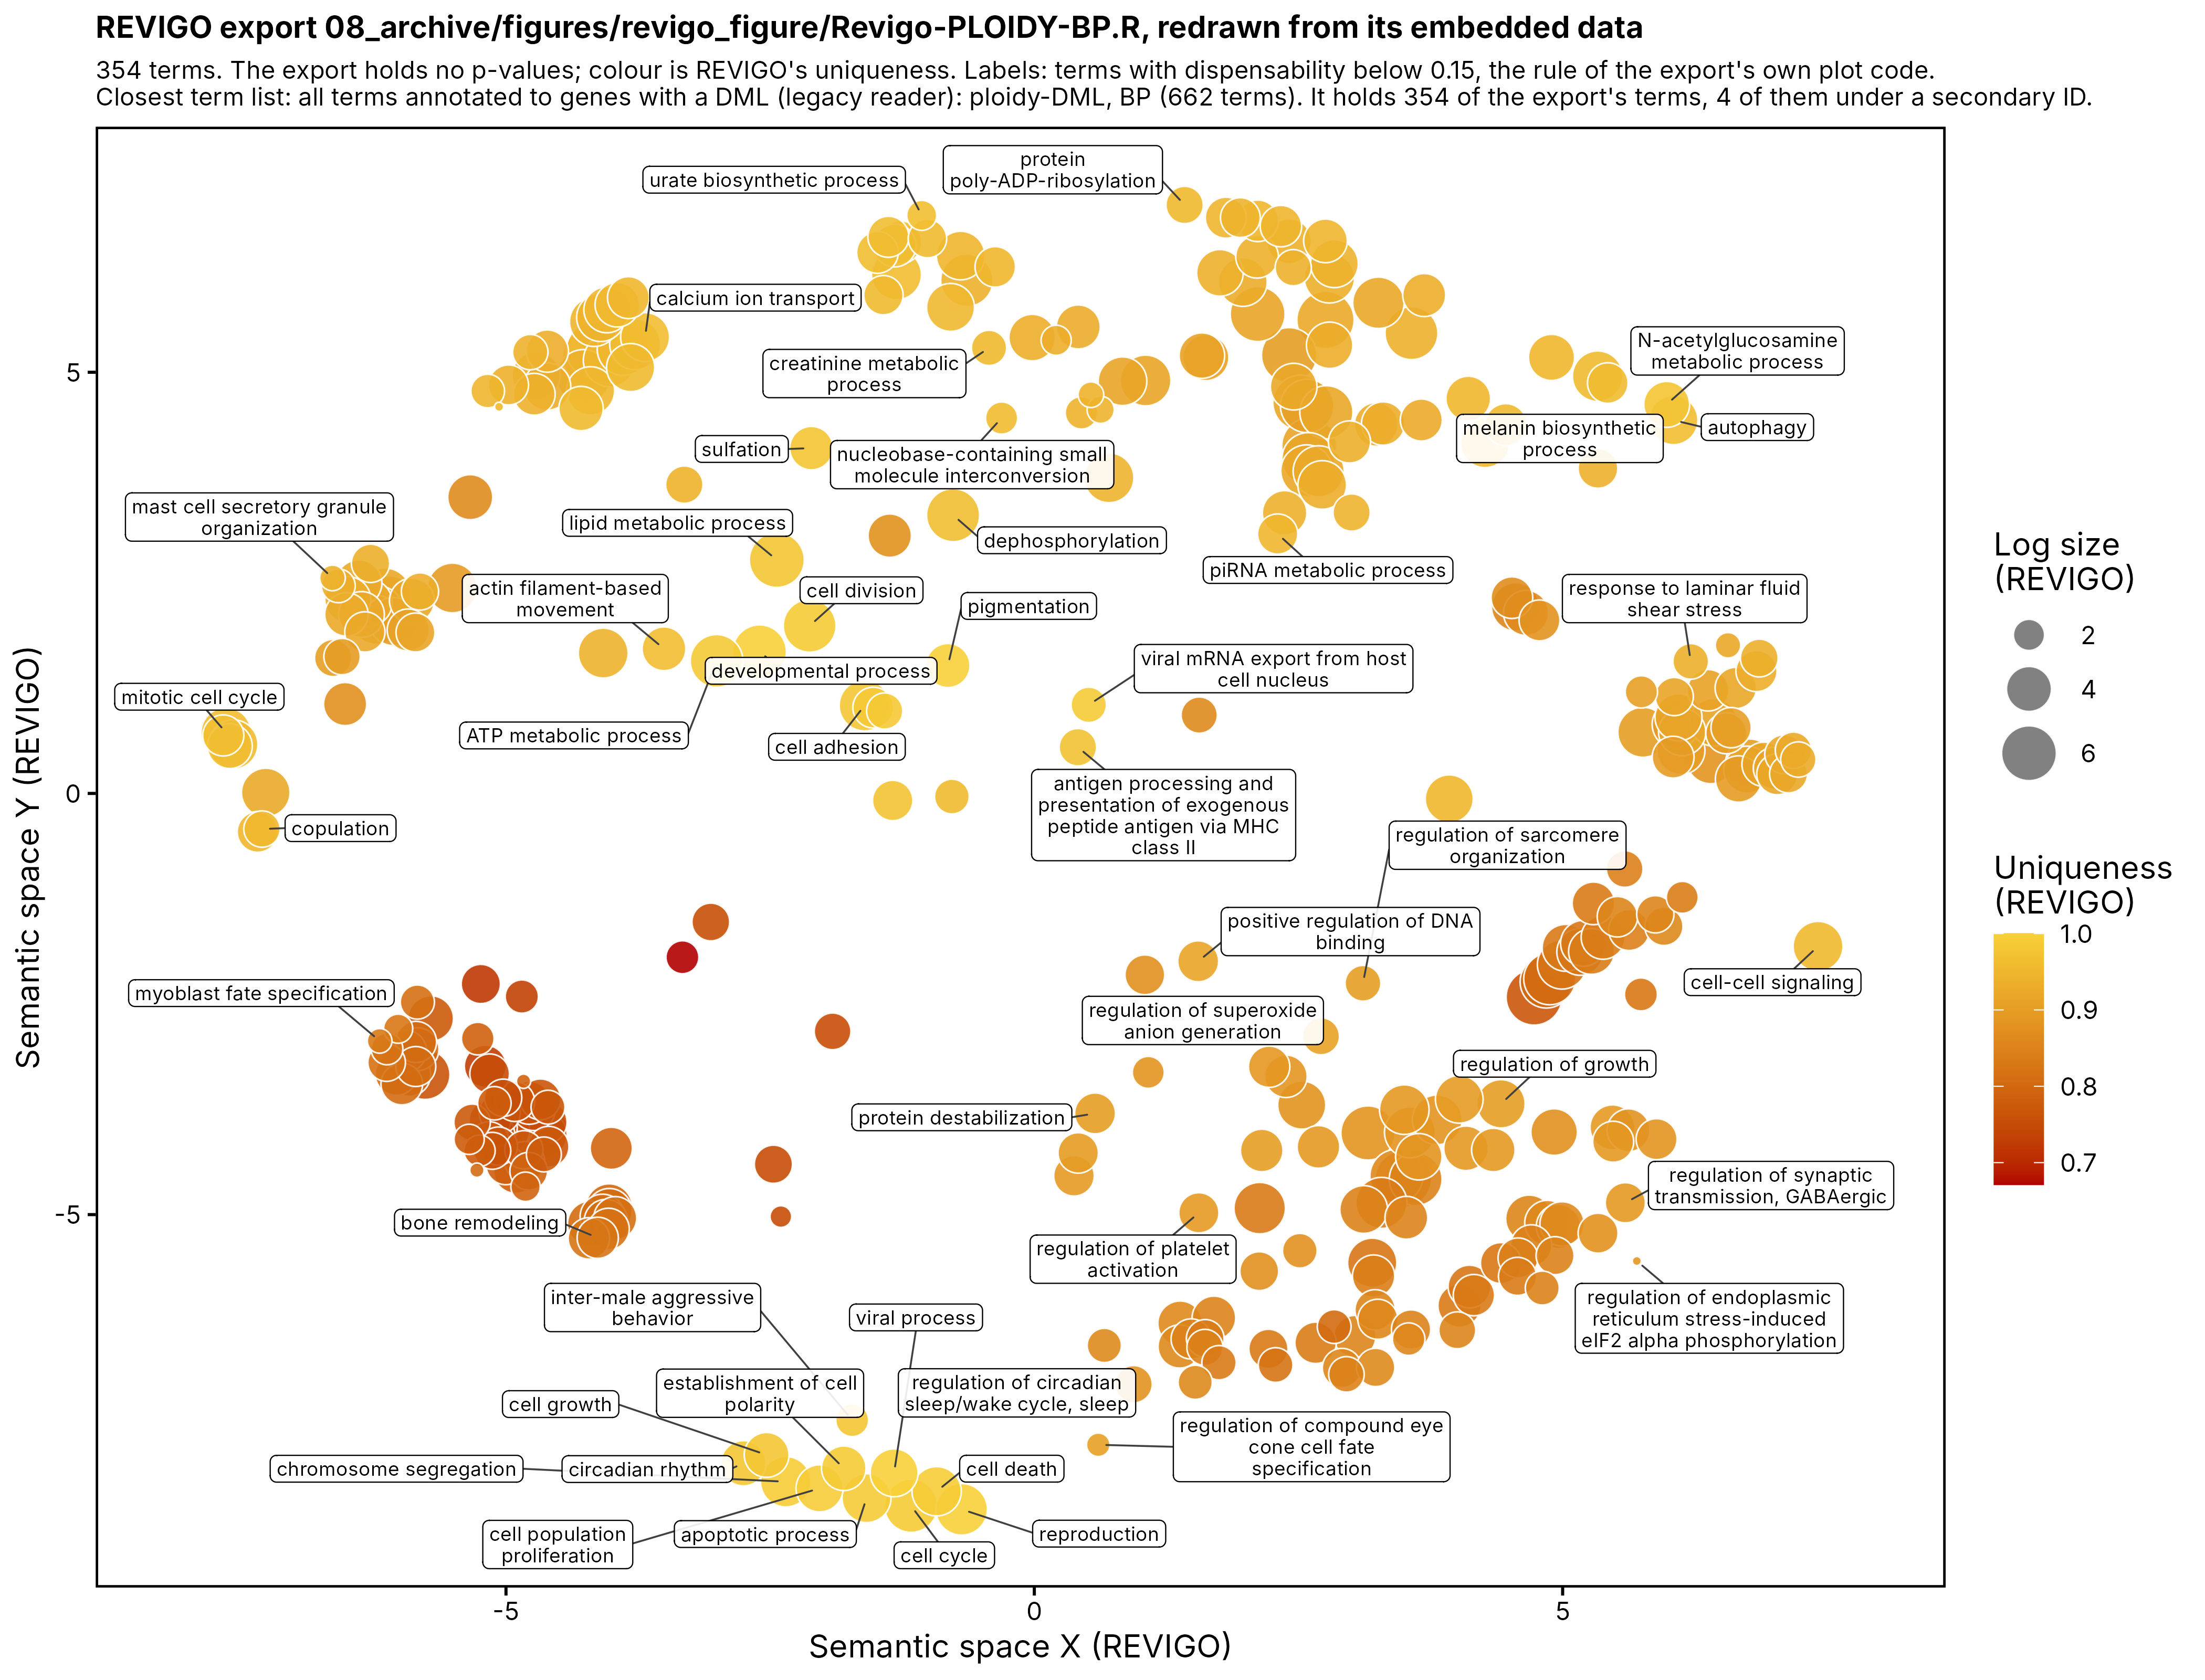 REVIGO export 08_archive/figures/revigo_figure/Revigo-PLOIDY-BP.R, redrawn from its embedded data
354 terms. The export holds no p-values; colour is REVIGO's uniqueness. Labels: terms with dispensability below 0.15, the rule of the export's own plot code.
Closest term list: all terms annotated to genes with a DML (legacy reader): ploidy-DML, BP (662 terms). It holds 354 of the export's terms, 4 of them under a secondary ID.
protein
poly-ADP-ribosylation
urate biosynthetic process
calcium ion transport
N-acetylglucosamine
metabolic process
creatinine metabolic
process
melanin biosynthetic
process
autophagy
sulfation
nucleobase-containing small
molecule interconversion
mast cell secretory granule
organization
lipid metabolic process
dephosphorylation
piRNA metabolic process
actin filament-based
movement
cell division
pigmentation
response to laminar fluid
shear stress
developmental process
viral mRNA export from host
cell nucleus
mitotic cell cycle
ATP metabolic process
cell adhesion
antigen processing and
presentation of exogenous
peptide antigen via MHC
class II
copulation
regulation of sarcomere
organization
positive regulation of DNA
binding
cell-cell signaling
myoblast fate specification
regulation of superoxide
anion generation
regulation of growth
protein destabilization
regulation of synaptic
transmission, GABAergic
bone remodeling
regulation of platelet
activation
regulation of endoplasmic
reticulum stress-induced
eIF2 alpha phosphorylation
inter-male aggressive
behavior
viral process
establishment of cell
polarity
regulation of circadian
sleep/wake cycle, sleep
cell growth
regulation of compound eye
cone cell fate
specification
chromosome segregation
circadian rhythm
cell death
cell population
proliferation
apoptotic process
reproduction
cell cycle
5
0
-5
Semantic space Y (REVIGO)
-5
0
5
Semantic space X (REVIGO)
Log size
(REVIGO)
2
4
6
Uniqueness
(REVIGO)
1.0
0.9
0.8
0.7